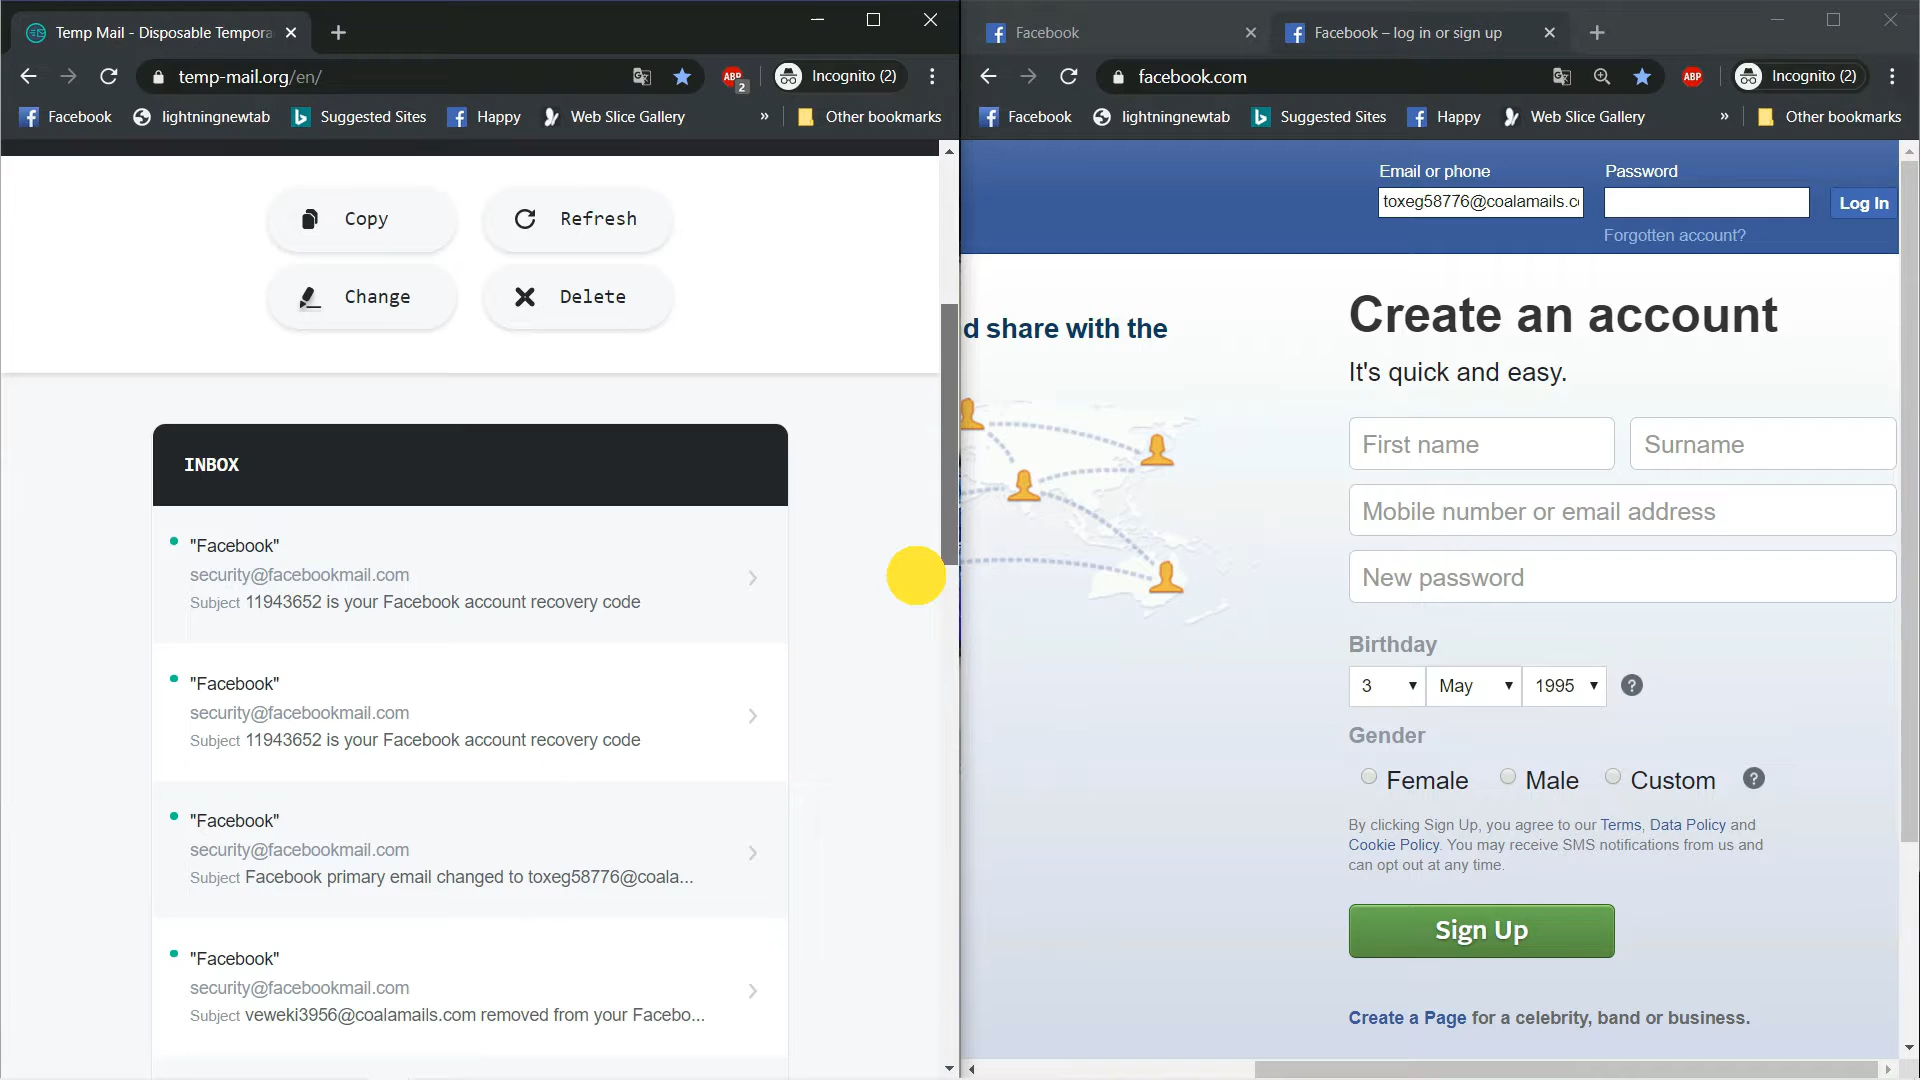 Temp Mail - Disposable Tempora
temp-mail.org/en/
ABP
2
Incognito (2)
Facebook
lightningnewtab
Suggested Sites
Happy
Web Slice Gallery
»
Other bookmarks
Copy
Refresh
Change
Delete
INBOX
"Facebook"
security@facebookmail.com
Subject 11943652 is your Facebook account recovery code
"Facebook"
security@facebookmail.com
Subject 11943652 is your Facebook account recovery code
"Facebook"
security@facebookmail.com
Subject Facebook primary email changed to toxeg58776@coala...
"Facebook"
security@facebookmail.com
Subject veweki3956@coalamails.com removed from your Facebo...
Facebook
Facebook – log in or sign up
facebook.com
ABP
Incognito (2)
Facebook
lightningnewtab
Suggested Sites
Happy
Web Slice Gallery
»
Other bookmarks
Email or phone
Password
toxeg58776@coalamails.c
Log In
Forgotten account?
d share with the
Create an account
It's quick and easy.
First name
Surname
Mobile number or email address
New password
Birthday
3
May
1995
?
Gender
Female
Male
Custom
?
By clicking Sign Up, you agree to our Terms, Data Policy and
Cookie Policy. You may receive SMS notifications from us and
can opt out at any time.
Sign Up
Create a Page for a celebrity, band or business.